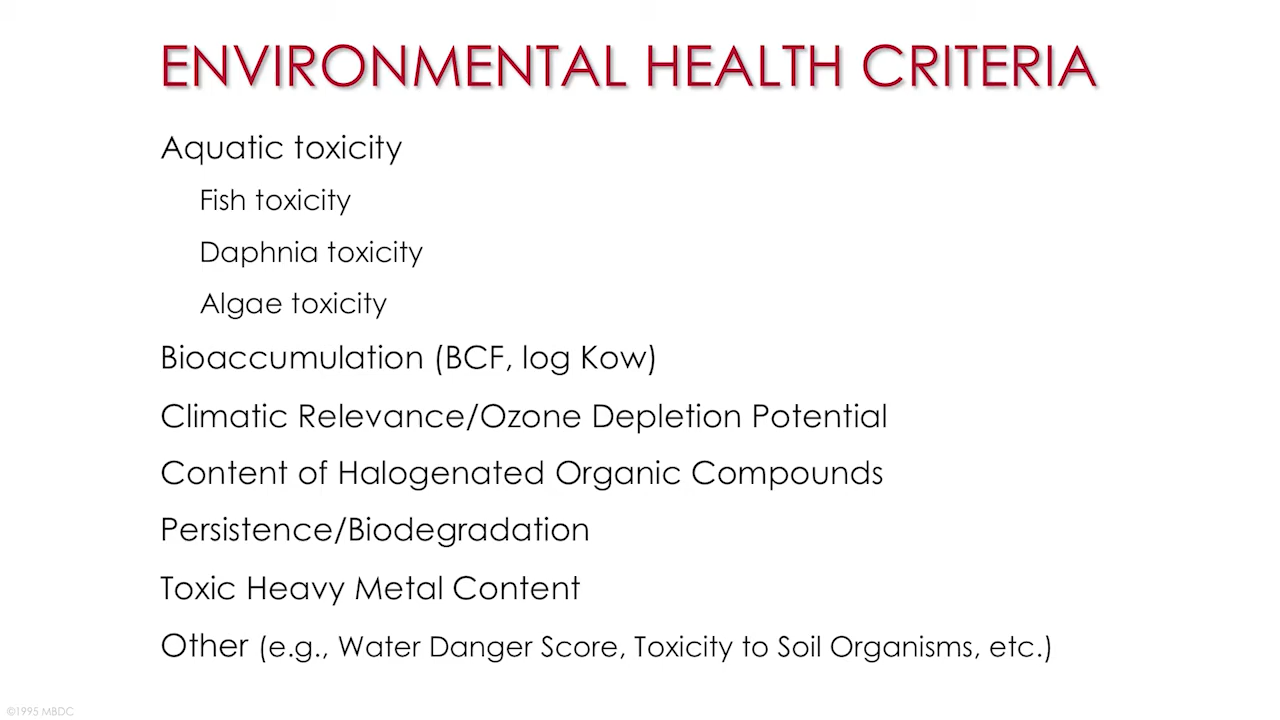 ENVIRONMENTAL HEALTH CRITERIA
Aquatic toxicity
Fish toxicity
Daphnia toxicity
Algae toxicity
Bioaccumulation (BCF, log Kow)
Climatic Relevance/Ozone Depletion Potential
Content of Halogenated Organic Compounds
Persistence/Biodegradation
Toxic Heavy Metal Content
Other (e.g., Water Danger Score, Toxicity to Soil Organisms, etc.)
©1995 MBDC